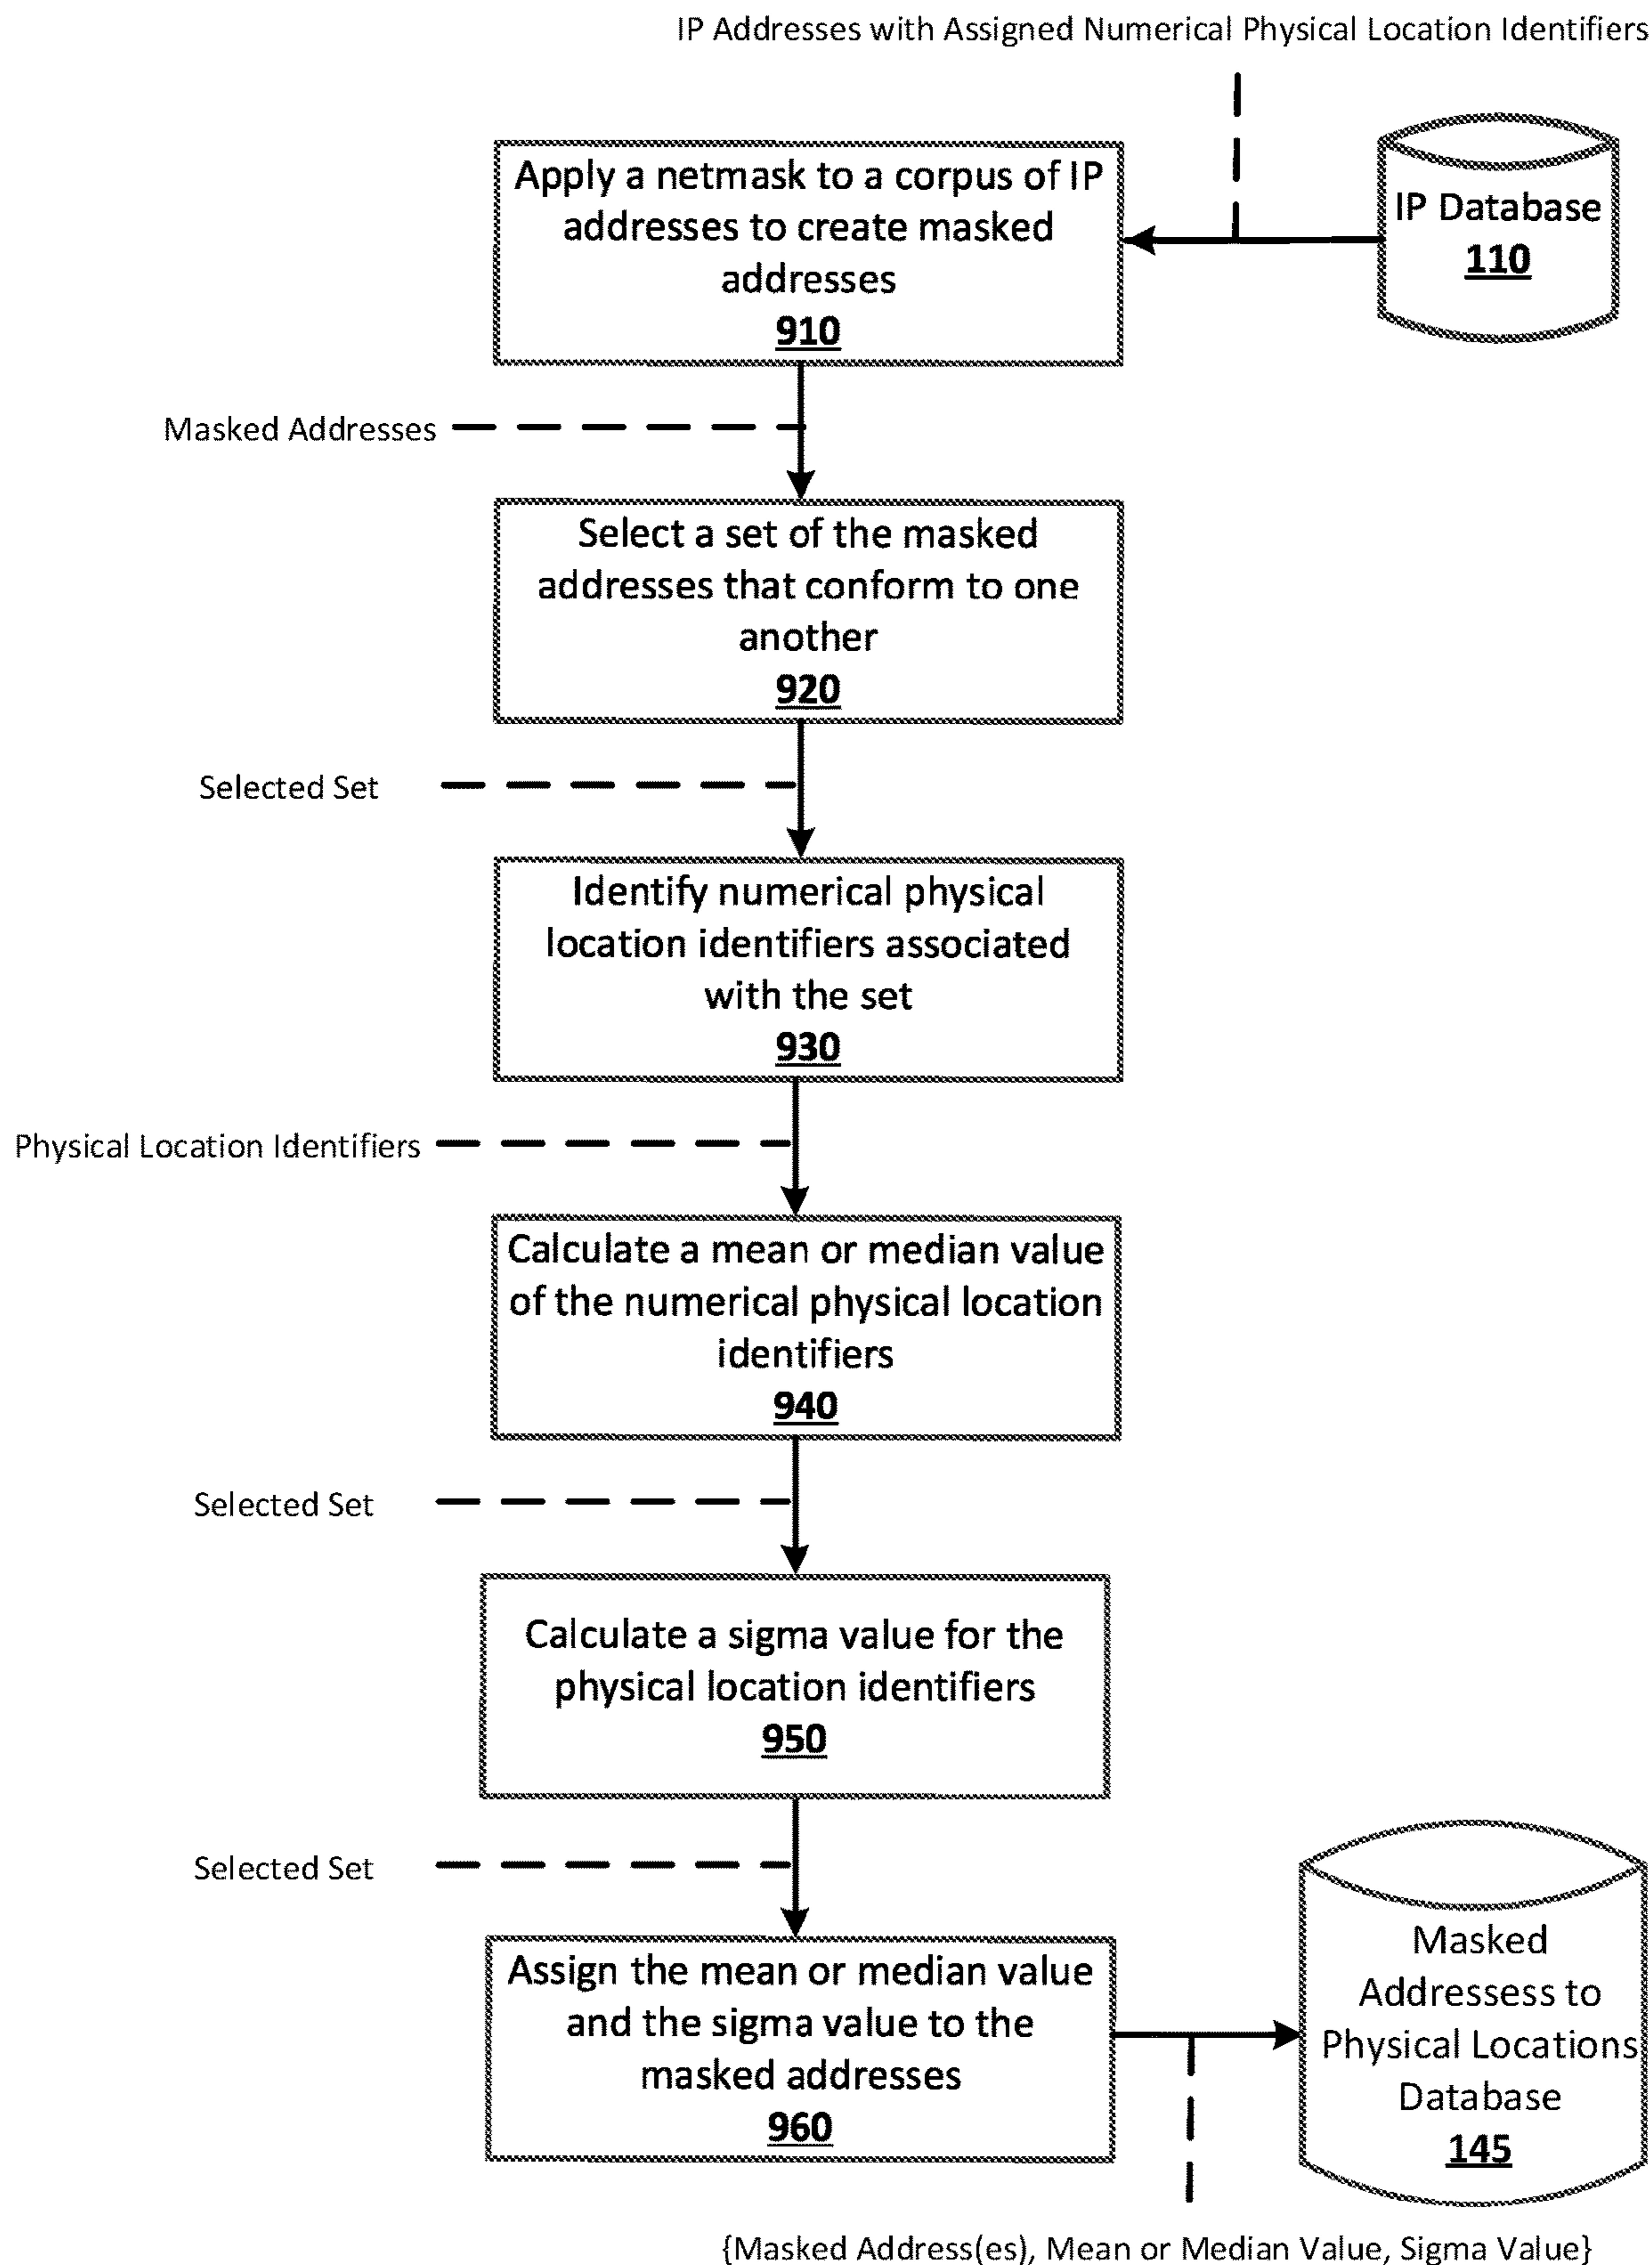 IP Addresses with Assigned Numerical Physical Location Identifiers
Apply a netmask to a corpus of IP
addresses to create masked
addresses
910
IP Database
110
Masked Addresses
Select a set of the masked
addresses that conform to one
another
920
Selected Set
Identify numerical physical
location identifiers associated
with the set
930
Physical Location Identifiers
Calculate a mean or median value
of the numerical physical location
identifiers
940
Selected Set
Calculate a sigma value for the
physical location identifiers
950
Selected Set
Assign the mean or median value
and the sigma value to the
masked addresses
960
Masked
Addressess to
Physical Locations
Database
145
{Masked Address(es), Mean or Median Value, Sigma Value}